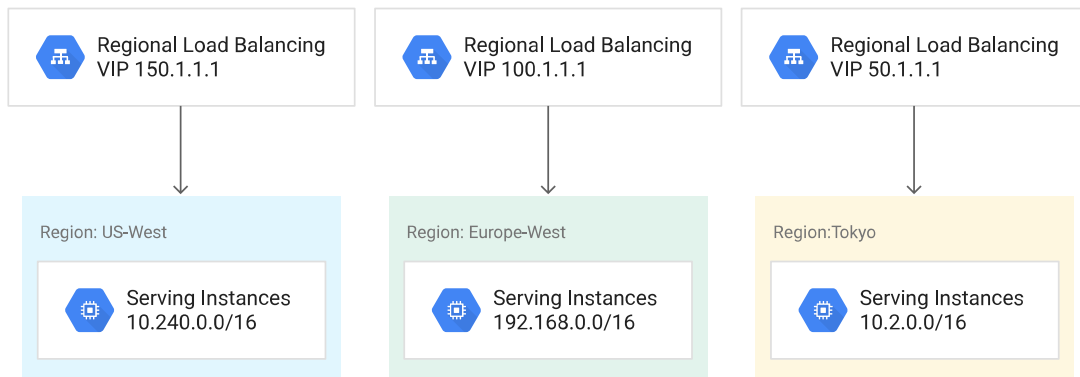 Regional Load Balancing
VIP 150.1.1.1
Regional Load Balancing
VIP 100.1.1.1
Regional Load Balancing
VIP 50.1.1.1
Region: US-West
Serving Instances
10.240.0.0/16
Region: Europe-West
Serving Instances
192.168.0.0/16
Region:Tokyo
Serving Instances
10.2.0.0/16